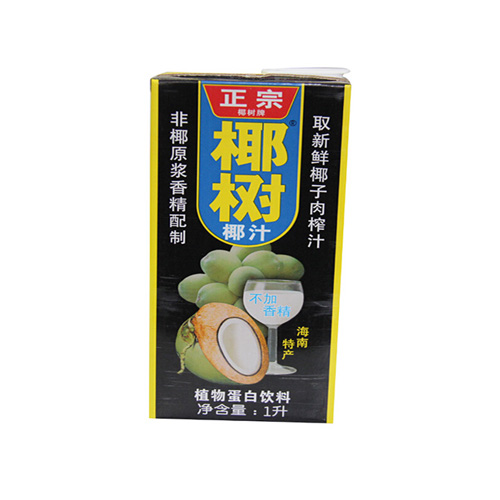 正宗
椰树牌
椰树®
椰汁
取新鲜椰子肉榨汁
非椰原浆香精配制
不加
香精
海南
特产
植物蛋白饮料
净含量：1升